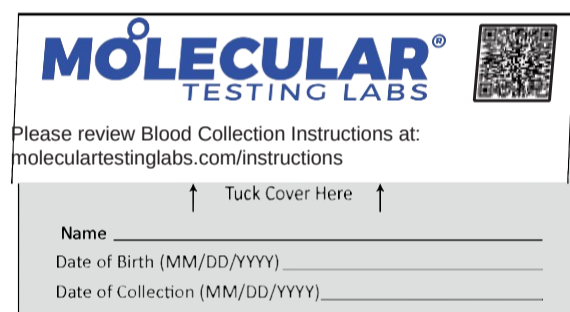 MOLECULAR®
TESTING LABS
Please review Blood Collection Instructions at:
moleculartestinglabs.com/instructions
Tuck Cover Here
Name
Date of Birth (MM/DD/YYYY)
Date of Collection (MM/DD/YYYY)